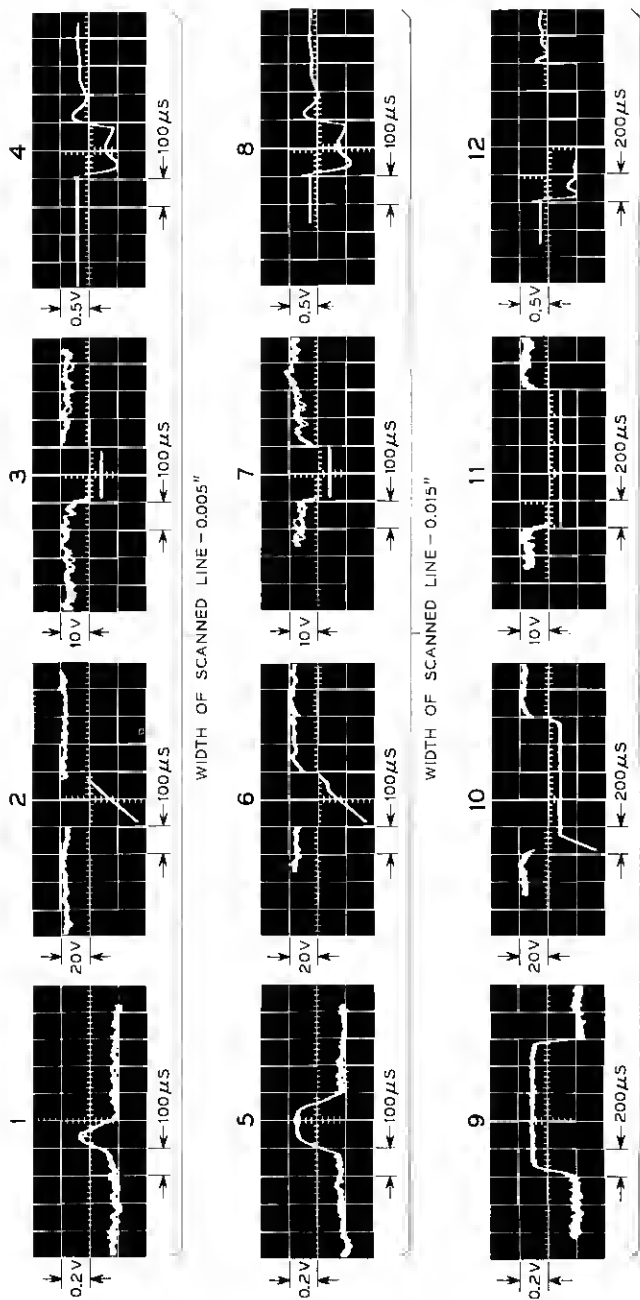 1 2 3 4
0.2V 20V 10V 0.5V
100μS 100μS 100μS 100μS
WIDTH OF SCANNED LINE – 0.005"
5 6 7 8
0.2V 20V 10V 0.5V
100μS 100μS 100μS 100μS
WIDTH OF SCANNED LINE – 0.015"
9 10 11 12
0.2V 20V 10V 0.5V
200μS 200μS 200μS 200μS